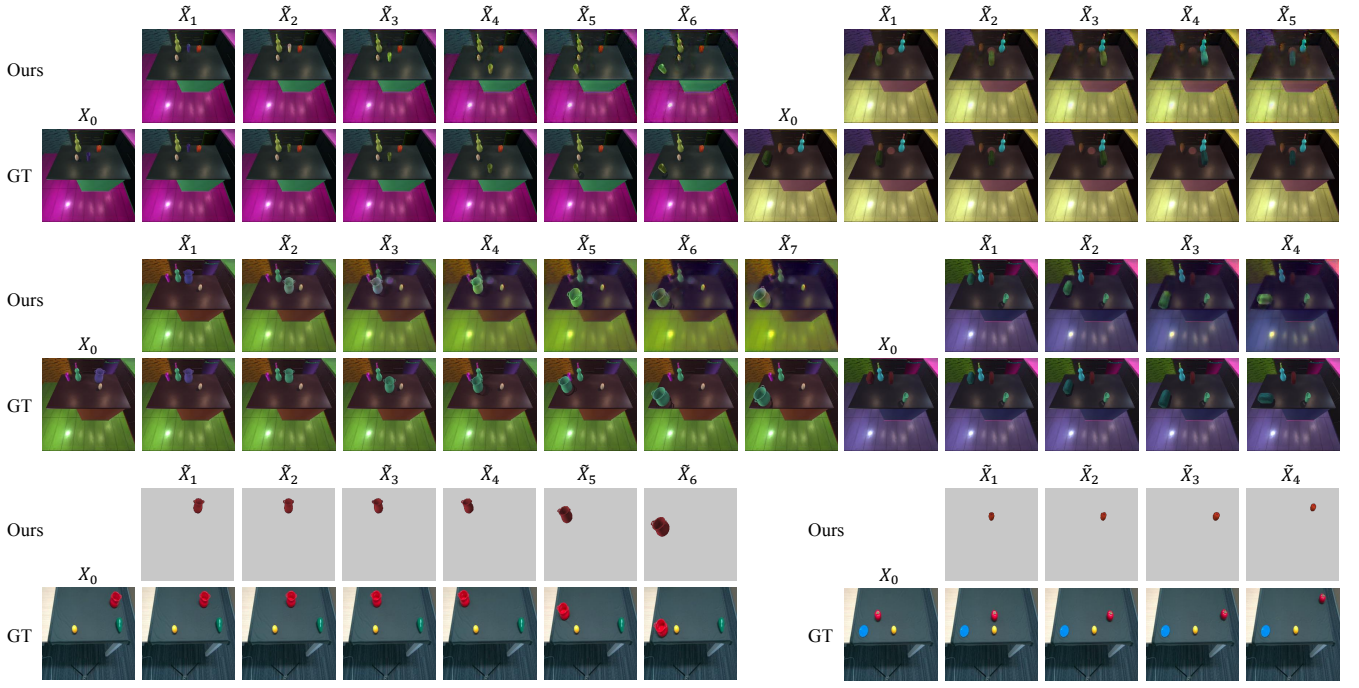 X̃₁ X̃₂ X̃₃ X̃₄ X̃₅ X̃₆ X̃₁ X̃₂ X̃₃ X̃₄ X̃₅
Ours
X₀ X₀
GT
X̃₁ X̃₂ X̃₃ X̃₄ X̃₅ X̃₆ X̃₇ X̃₁ X̃₂ X̃₃ X̃₄
Ours
X₀ X₀
GT
X̃₁ X̃₂ X̃₃ X̃₄ X̃₅ X̃₆ X̃₁ X̃₂ X̃₃ X̃₄
Ours Ours
X₀ X₀
GT GT